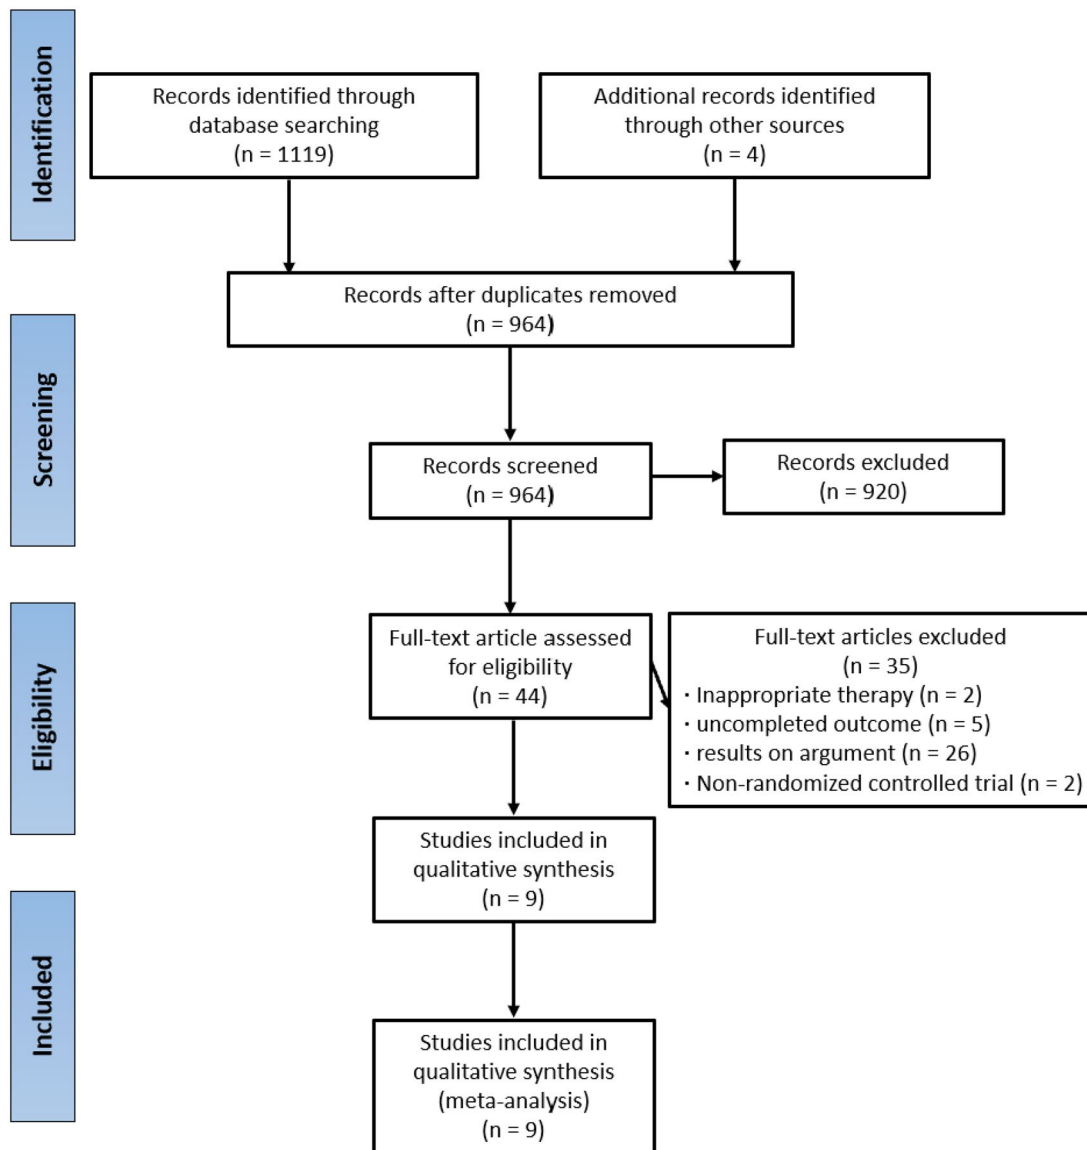 Identification
Records identified through
database searching
(n = 1119)
Additional records identified
through other sources
(n = 4)
Records after duplicates removed
(n = 964)
Screening
Records screened
(n = 964)
Records excluded
(n = 920)
Eligibility
Full-text article assessed
for eligibility
(n = 44)
Full-text articles excluded
(n = 35)
· Inappropriate therapy (n = 2)
· uncompleted outcome (n = 5)
· results on argument (n = 26)
· Non-randomized controlled trial (n = 2)
Studies included in
qualitative synthesis
(n = 9)
Included
Studies included in
qualitative synthesis
(meta-analysis)
(n = 9)